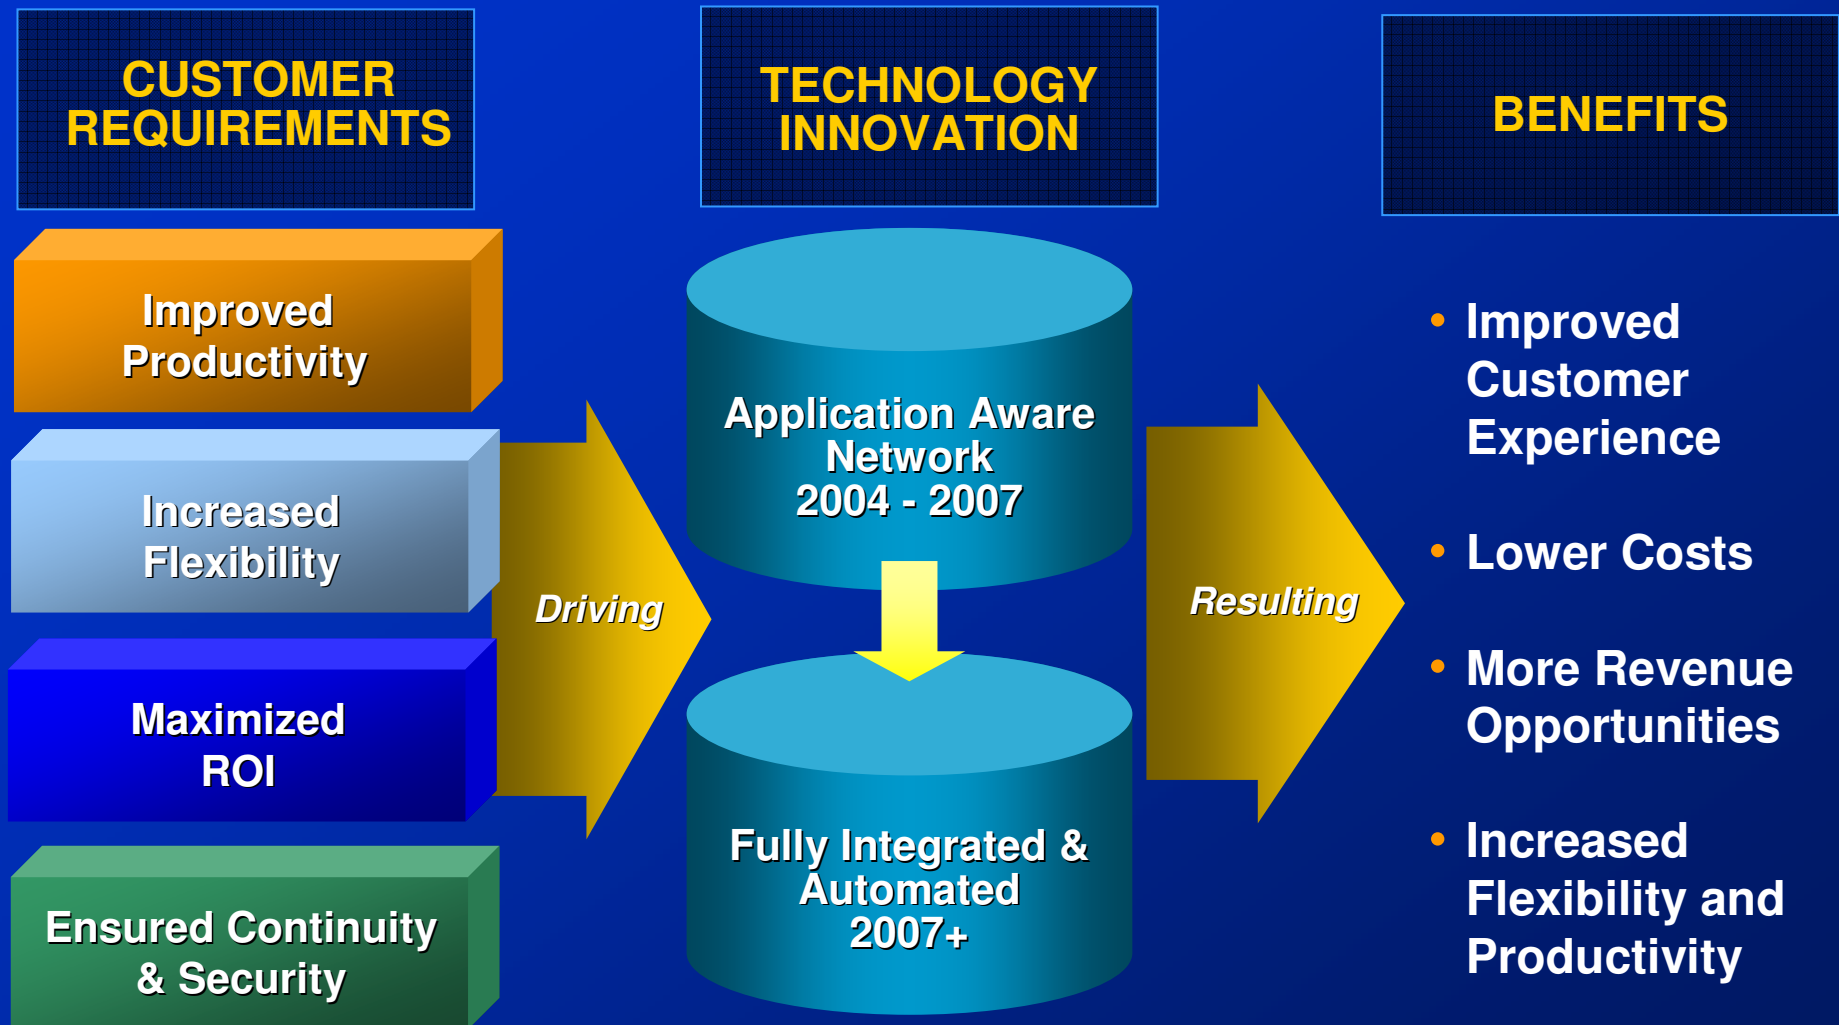 CUSTOMER
REQUIREMENTS
TECHNOLOGY
INNOVATION
BENEFITS
Improved
Productivity
Increased
Flexibility
Maximized
ROI
Ensured Continuity
& Security
Driving
Application Aware
Network
2004 - 2007
Fully Integrated &
Automated
2007+
Resulting
• Improved
Customer
Experience
• Lower Costs
• More Revenue
Opportunities
• Increased
Flexibility and
Productivity